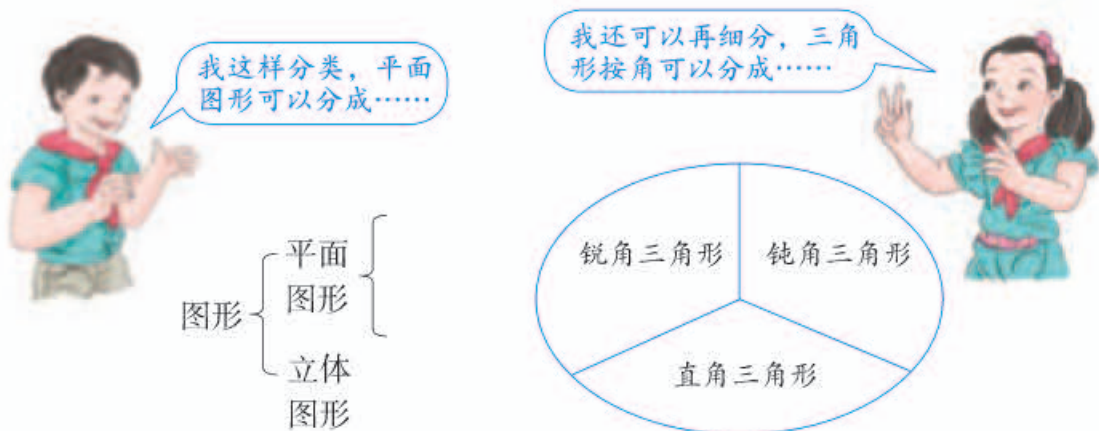 我这样分类，平面
图形可以分成……
我还可以再细分，三角
形按角可以分成……
图形
平面
图形
立体
图形
锐角三角形
钝角三角形
直角三角形